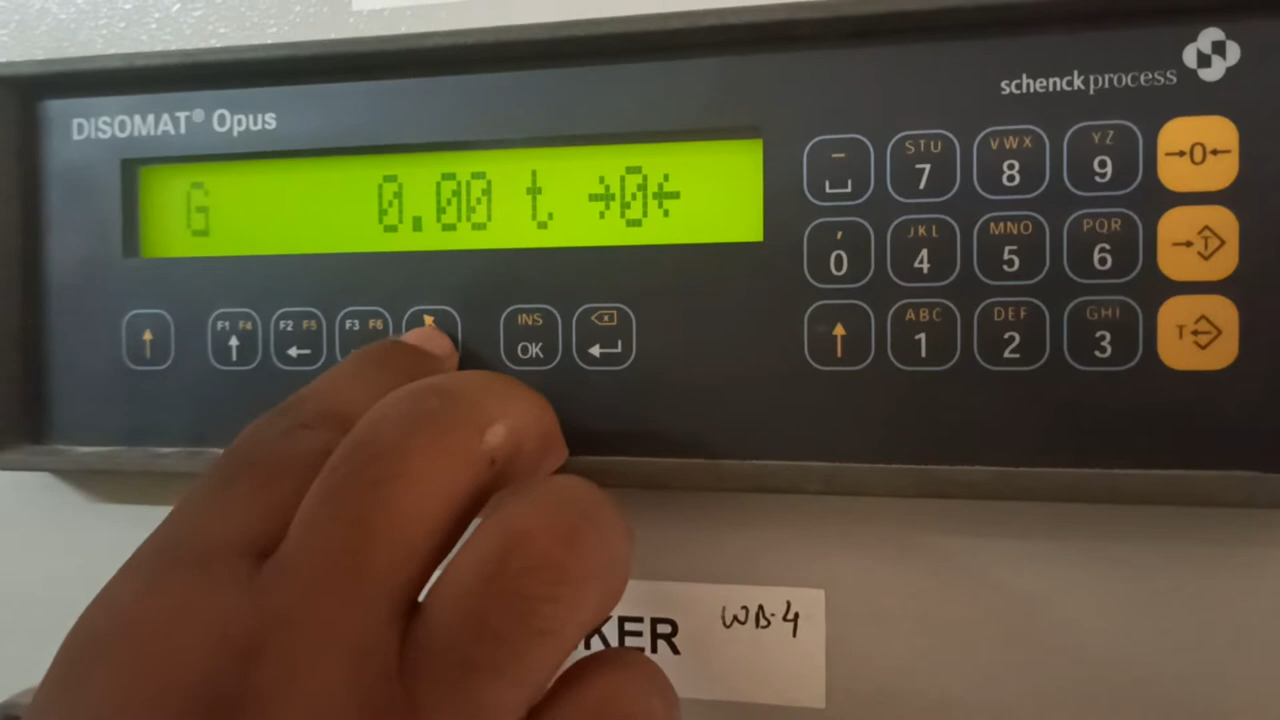 schenck process
DISOMAT® Opus
G 0.00 t →0←
_ STU 7 VWX 8 YZ 9 →0←
, 0 JKL 4 MNO 5 PQR 6 →T
↑ ABC 1 DEF 2 GHI 3 T←
↑ F1 F4 ↑ F2 F5 ← F3 F6 INS OK ↵
KER WB-4